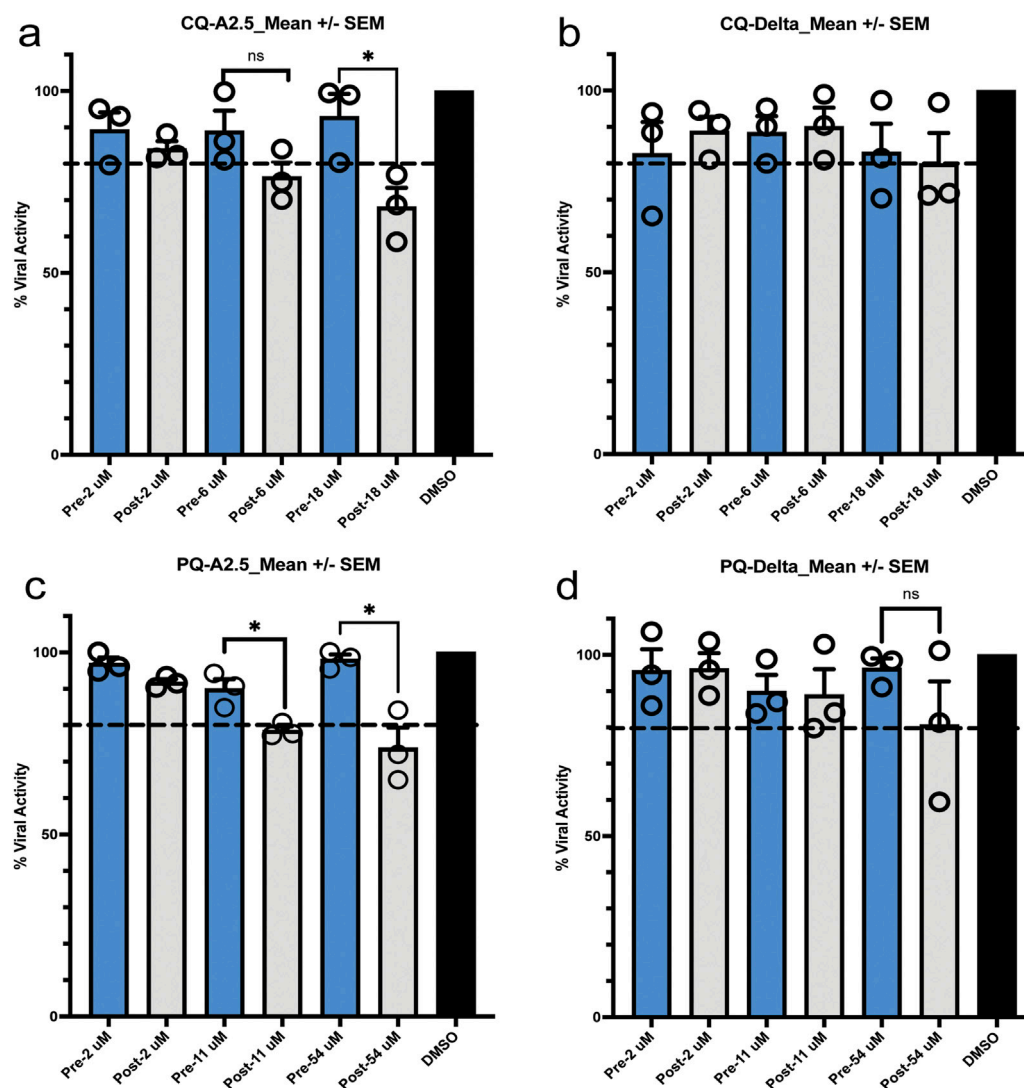 a
CQ-A2.5_Mean +/- SEM
ns
*
% Viral Activity
100
50
0
Pre-2 uM
Post-2 uM
Pre-6 uM
Post-6 uM
Pre-18 uM
Post-18 uM
DMSO
b
CQ-Delta_Mean +/- SEM
% Viral Activity
100
50
0
Pre-2 uM
Post-2 uM
Pre-6 uM
Post-6 uM
Pre-18 uM
Post-18 uM
DMSO
c
PQ-A2.5_Mean +/- SEM
*
*
% Viral Activity
100
50
0
Pre-2 uM
Post-2 uM
Pre-11 uM
Post-11 uM
Pre-54 uM
Post-54 uM
DMSO
d
PQ-Delta_Mean +/- SEM
ns
% Viral Activity
100
50
0
Pre-2 uM
Post-2 uM
Pre-11 uM
Post-11 uM
Pre-54 uM
Post-54 uM
DMSO